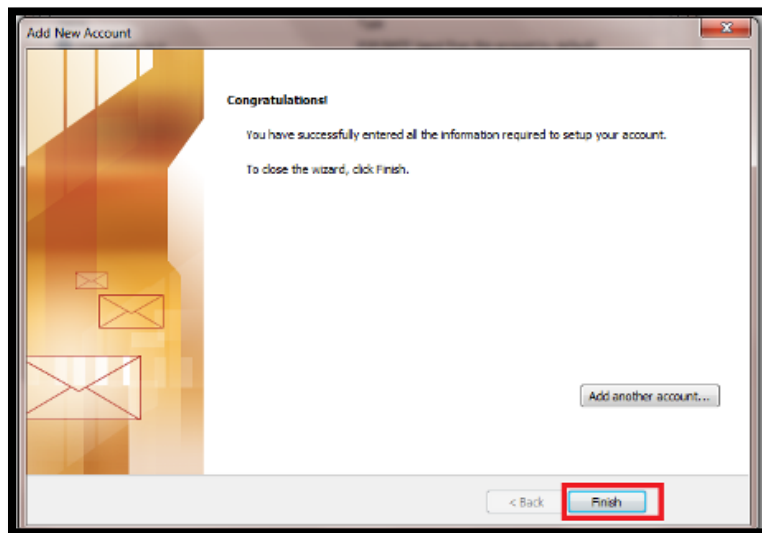 Add New Account
Congratulations!
You have successfully entered all the information required to setup your account.
To close the wizard, click Finish.
Add another account...
< Back
Finish